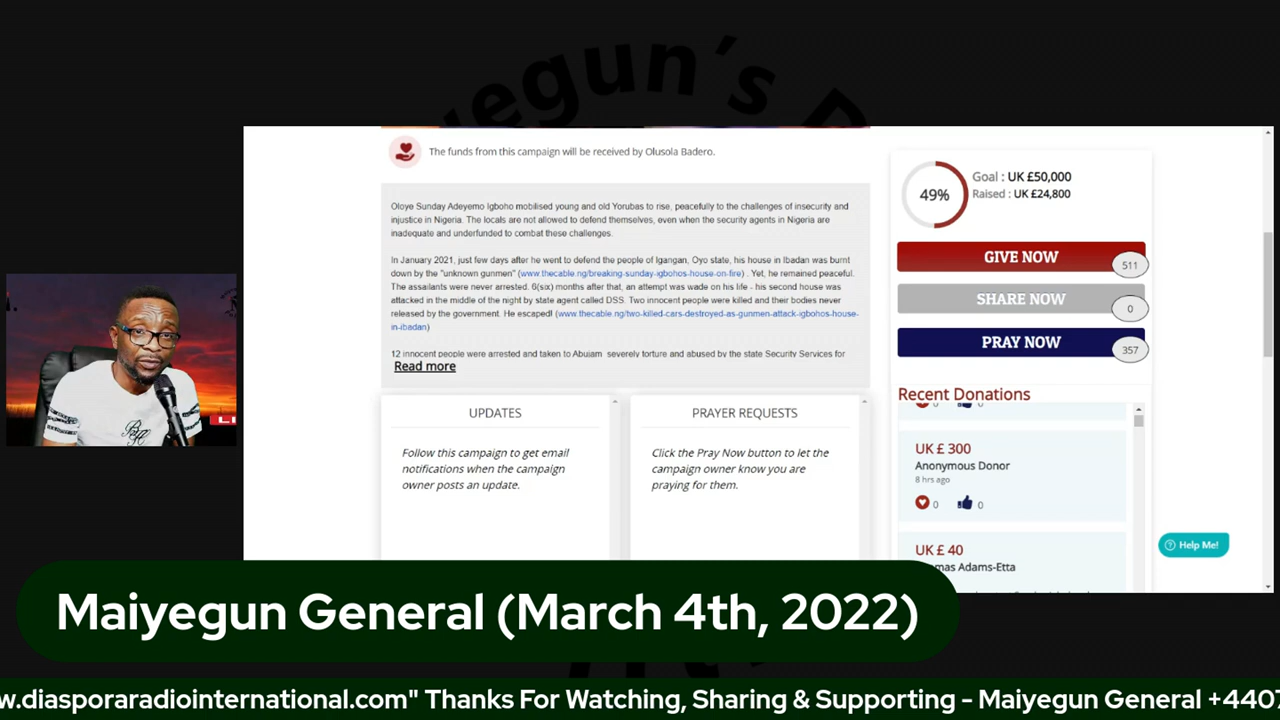 yegun's D
The funds from this campaign will be received by Olusola Badero.
Oloye Sunday Adeyemo Igboho mobilised young and old Yorubas to rise, peacefully to the challenges of insecurity and
injustice in Nigeria. The locals are not allowed to defend themselves, even when the security agents in Nigeria are
inadequate and underfunded to combat these challenges.
In January 2021, just few days after he went to defend the people of Igangan, Oyo state, his house in Ibadan was burnt
down by the "unknown gunmen" (www.thecable.ng/breaking-sunday-igbohos-house-on-fire) . Yet, he remained peaceful.
The assailants were never arrested. 6(six) months after that, an attempt was wade on his life - his second house was
attacked in the middle of the night by state agent called DSS. Two innocent people were killed and their bodies never
released by the government. He escaped! (www.thecable.ng/two-killed-cars-destroyed-as-gunmen-attack-igbohos-house-
in-ibadan)
12 innocent people were arrested and taken to Abujam severely torture and abused by the state Security Services for
Read more
UPDATES
Follow this campaign to get email
notifications when the campaign
owner posts an update.
PRAYER REQUESTS
Click the Pray Now button to let the
campaign owner know you are
praying for them.
49%
Goal : UK £50,000
Raised : UK £24,800
GIVE NOW
511
SHARE NOW
0
PRAY NOW
357
Recent Donations
0 0
UK £ 300
Anonymous Donor
8 hrs ago
0 0
UK £ 40
mas Adams-Etta
Help Me!
LI
Maiyegun General (March 4th, 2022)
w.diasporaradiointernational.com" Thanks For Watching, Sharing & Supporting - Maiyegun General +4407